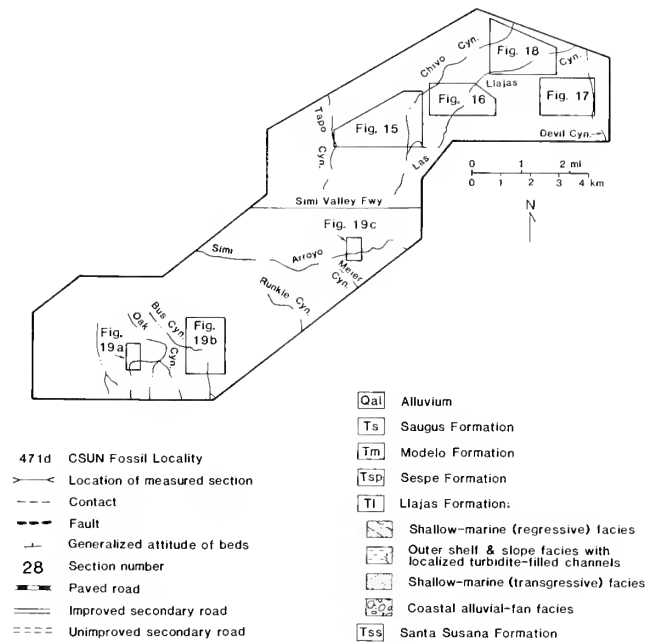 Fig. 18
Chivo Cyn.
Cyn.
Llajas
Fig. 16
Fig. 17
Tapo Cyn.
Fig. 15
Las
Devil Cyn.
0 1 2 mi
0 1 2 3 4 km
N
Simi Valley Fwy
Fig. 19c
Simi Arroyo
Meier Cyn.
Runkle Cyn.
Bus Cyn.
Oak Cyn.
Fig. 19a
Fig. 19b
471d CSUN Fossil Locality
Location of measured section
Contact
Fault
Generalized attitude of beds
28 Section number
Paved road
Improved secondary road
Unimproved secondary road
Qal Alluvium
Ts Saugus Formation
Tm Modelo Formation
Tsp Sespe Formation
Tl Llajas Formation:
Shallow-marine (regressive) facies
Outer shelf & slope facies with
localized turbidite-filled channels
Shallow-marine (transgressive) facies
Coastal alluvial-fan facies
Tss Santa Susana Formation